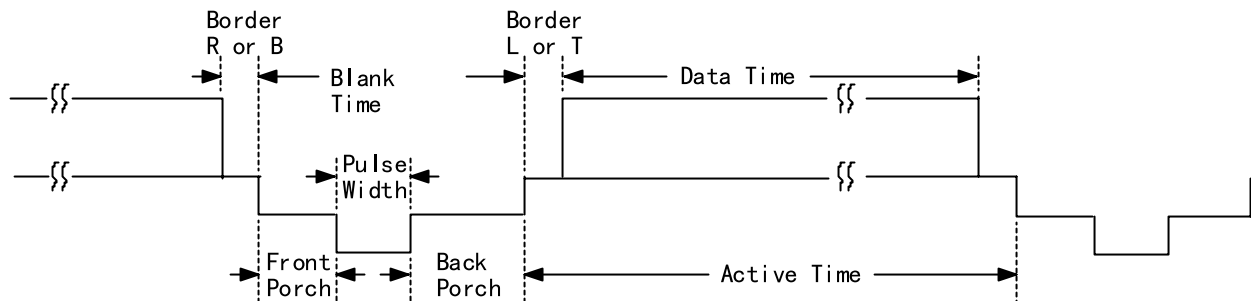 Border
R or B
Border
L or T
Blank
Time
Data Time
Pulse
Width
Front
Porch
Back
Porch
Active Time